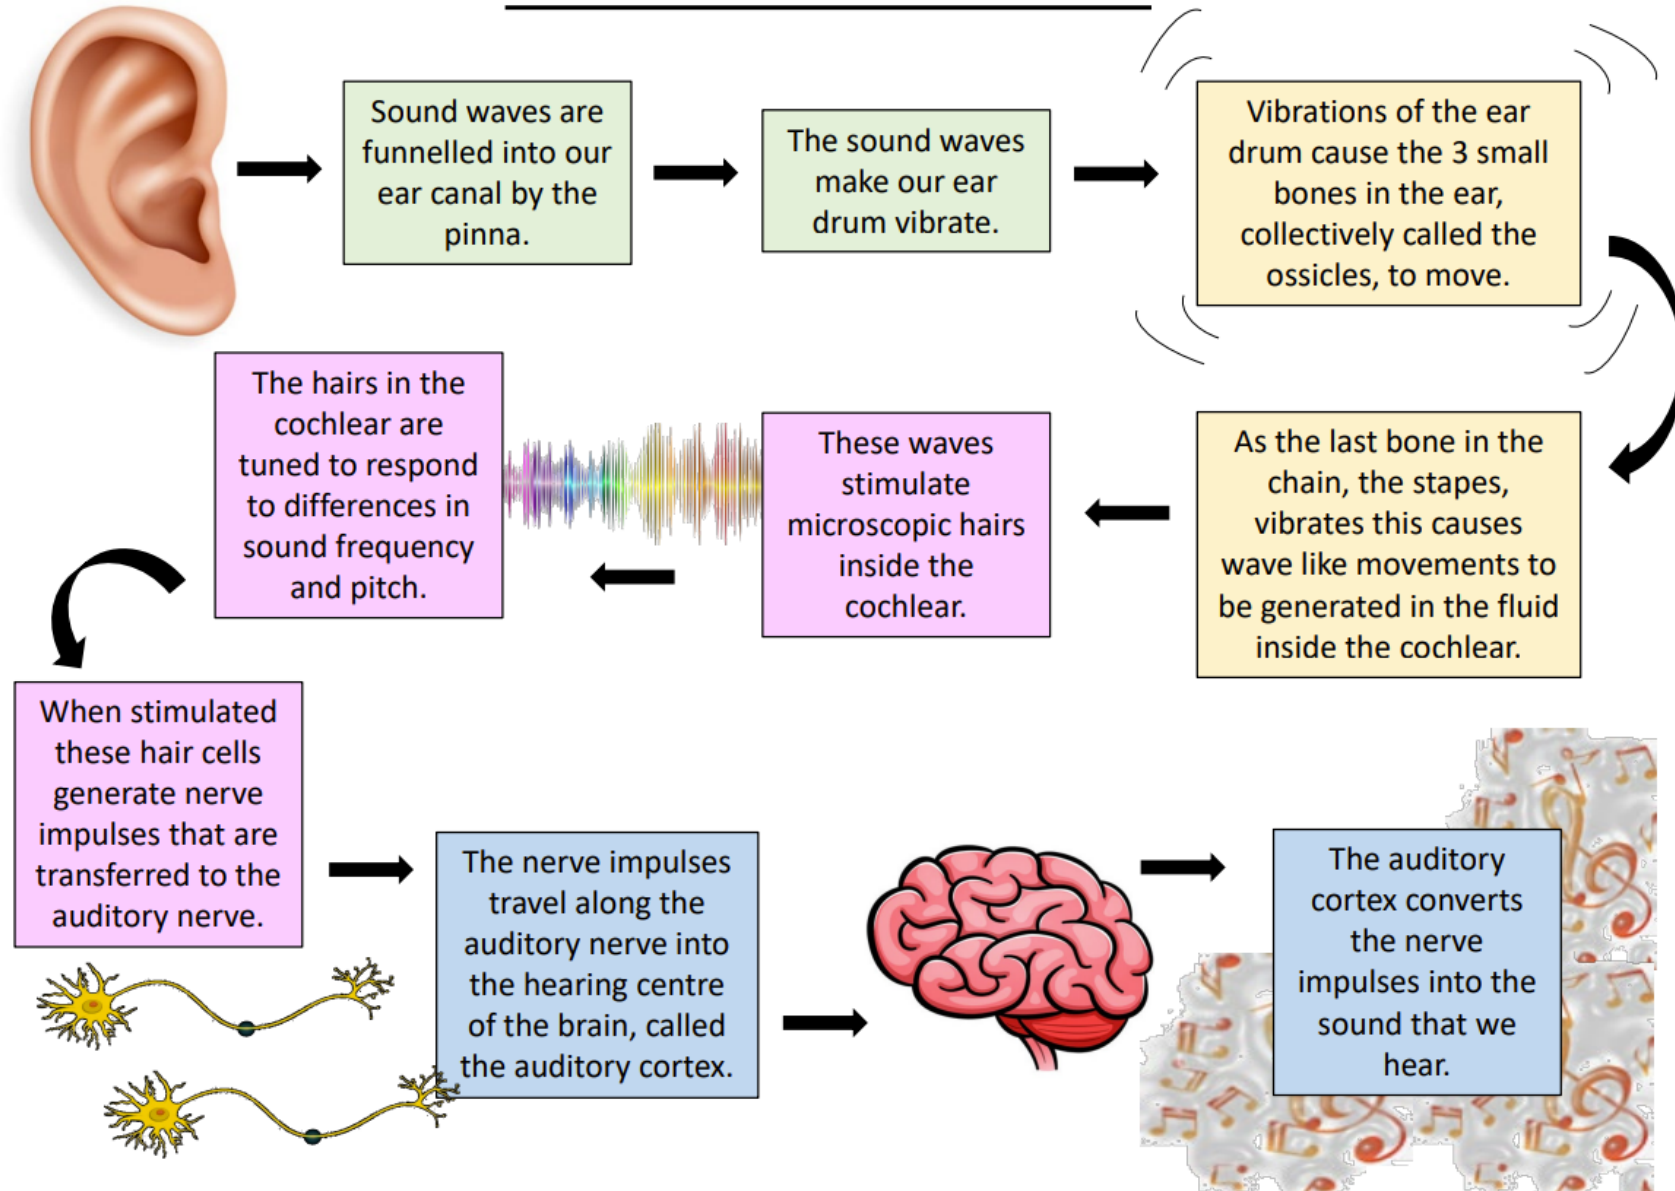 Sound waves are
funnelled into our
ear canal by the
pinna.
The sound waves
make our ear
drum vibrate.
Vibrations of the ear
drum cause the 3 small
bones in the ear,
collectively called the
ossicles, to move.
As the last bone in the
chain, the stapes,
vibrates this causes
wave like movements to
be generated in the fluid
inside the cochlear.
These waves
stimulate
microscopic hairs
inside the
cochlear.
The hairs in the
cochlear are
tuned to respond
to differences in
sound frequency
and pitch.
When stimulated
these hair cells
generate nerve
impulses that are
transferred to the
auditory nerve.
The nerve impulses
travel along the
auditory nerve into
the hearing centre
of the brain, called
the auditory cortex.
The auditory
cortex converts
the nerve
impulses into the
sound that we
hear.